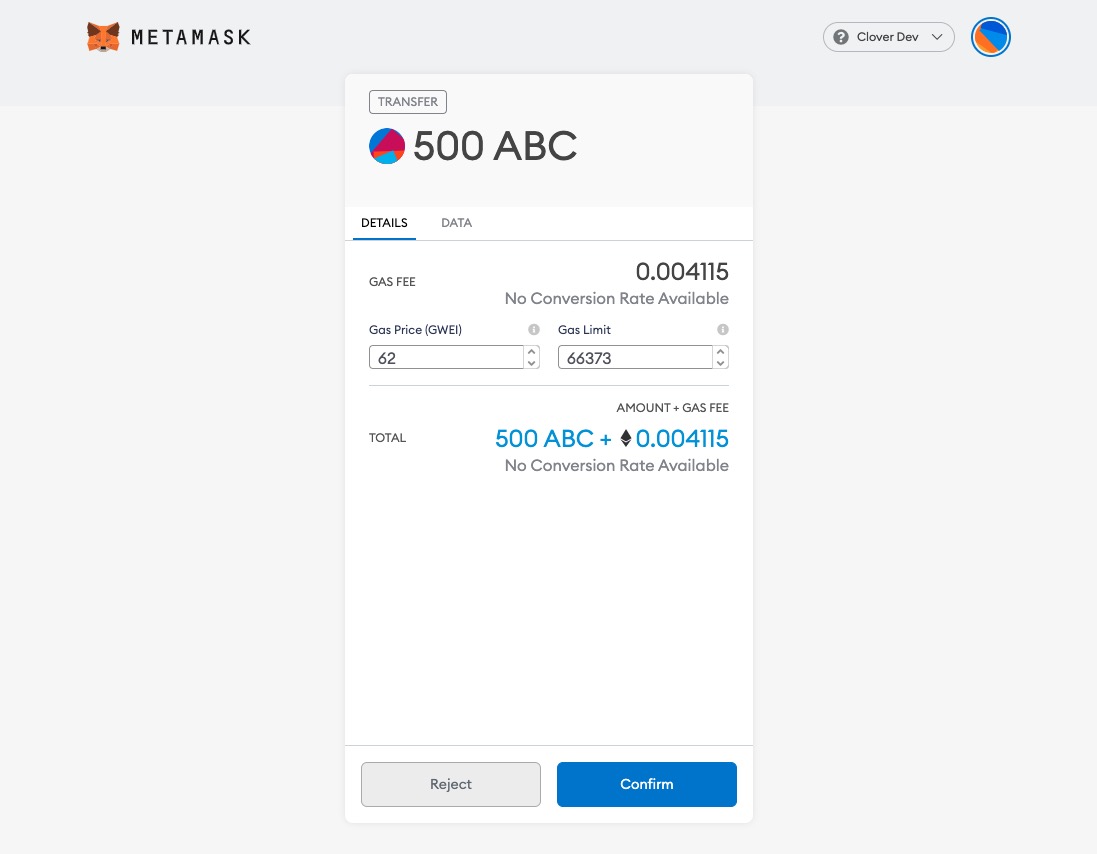 METAMASK
Clover Dev
TRANSFER
500 ABC
DETAILS DATA
GAS FEE
0.004115
No Conversion Rate Available
Gas Price (GWEI) Gas Limit
62 66373
AMOUNT + GAS FEE
TOTAL
500 ABC + 0.004115
No Conversion Rate Available
Reject Confirm